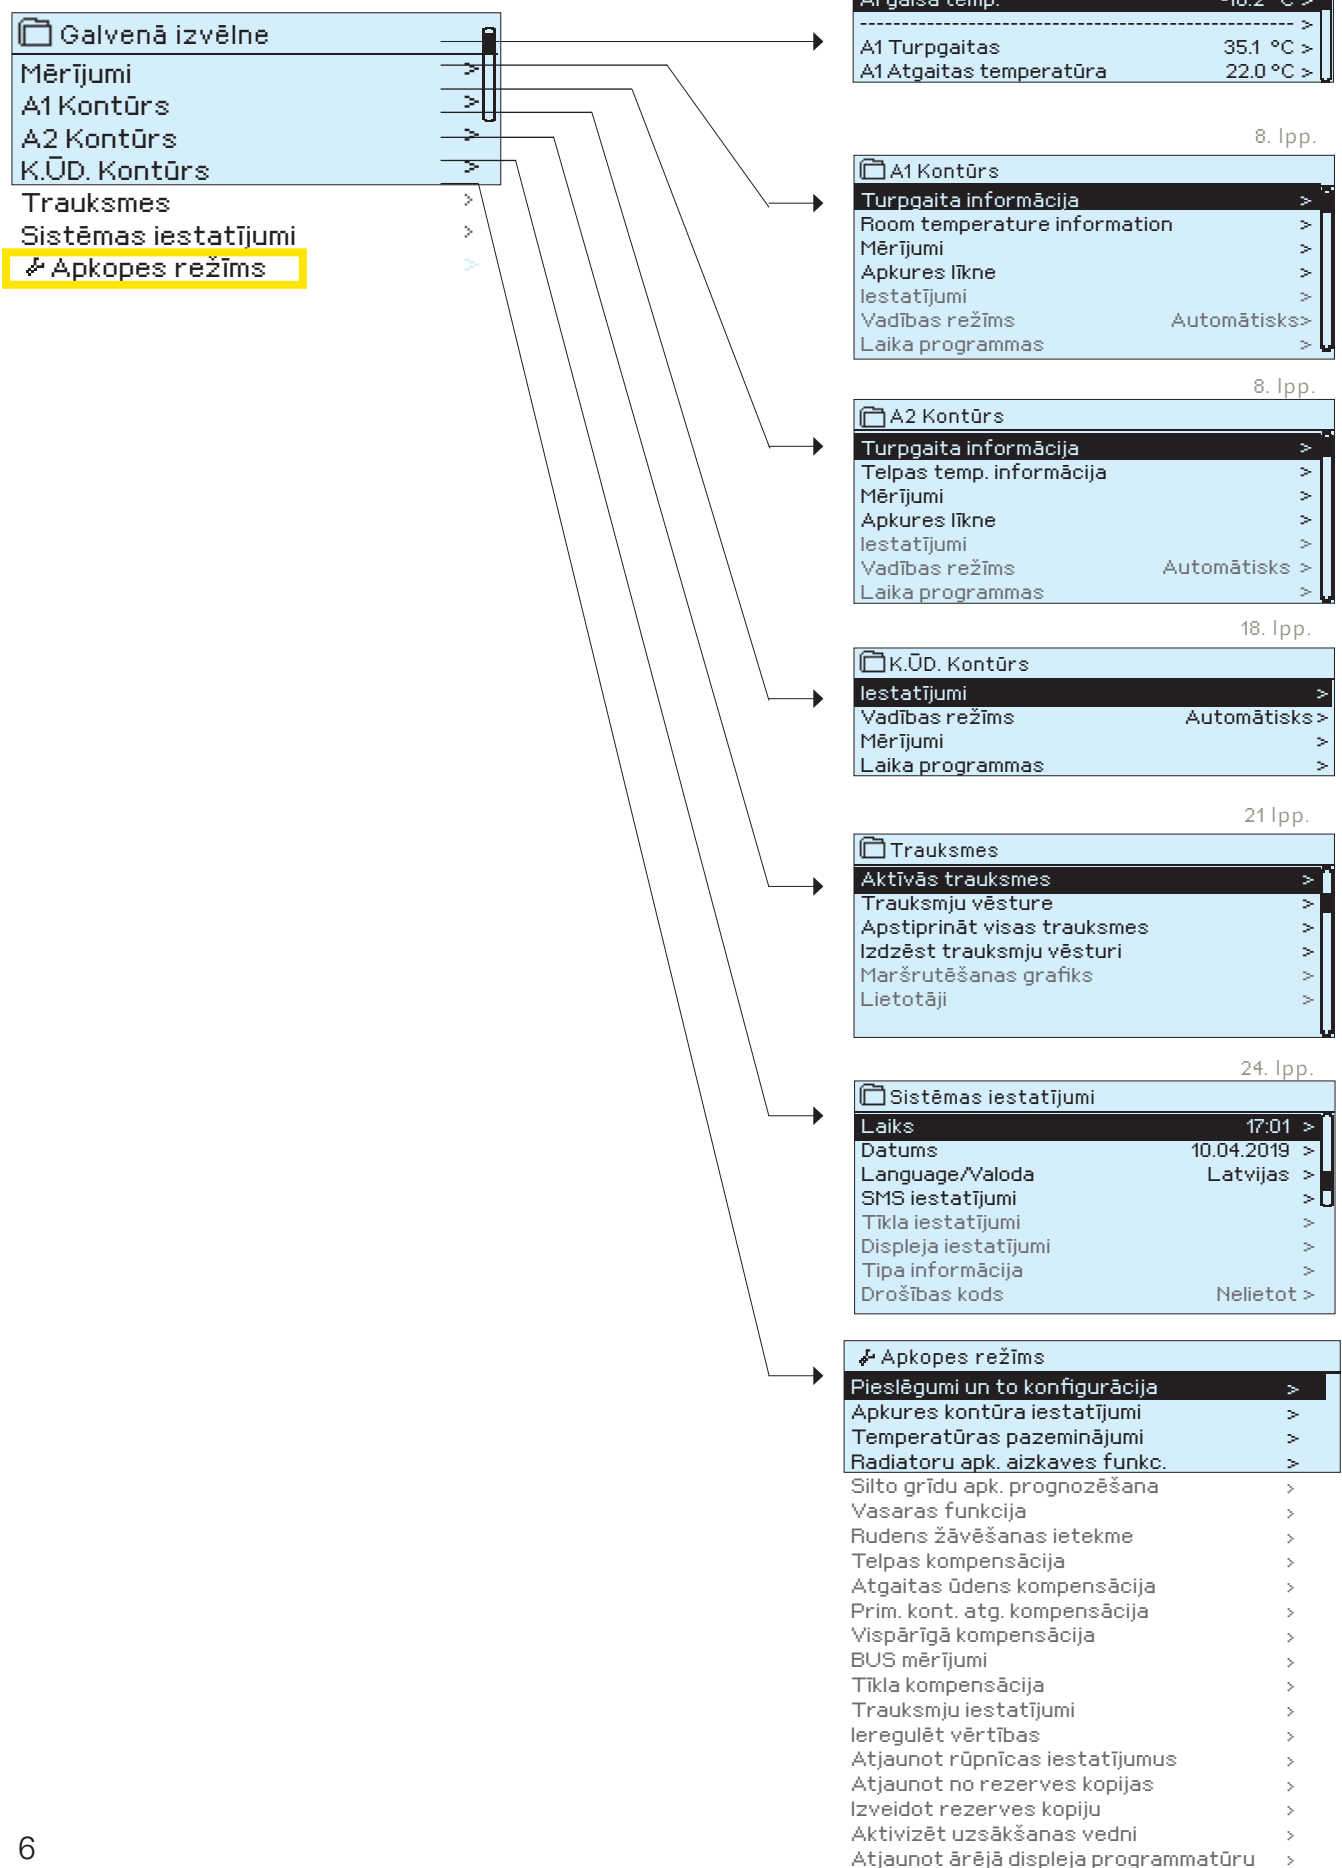 Galvenā izvēlne
Mērījumi >
A1 Kontūrs >
A2 Kontūrs >
K.ŪD. Kontūrs >
Trauksmes >
Sistēmas iestatījumi >
Apkopes režīms >
A1 gaisa temp. -10.2 °C >
------------------------------------------------ >
A1 Turpgaitas 35.1 °C >
A1 Atgaitas temperatūra 22.0 °C >
8. lpp.
A1 Kontūrs
Turpgaita informācija >
Room temperature information >
Mērījumi >
Apkures līkne >
Iestatījumi >
Vadības režīms Automātisks>
Laika programmas >
8. lpp.
A2 Kontūrs
Turpgaita informācija >
Telpas temp. informācija >
Mērījumi >
Apkures līkne >
Iestatījumi >
Vadības režīms Automātisks >
Laika programmas >
18. lpp.
K.ŪD. Kontūrs
Iestatījumi >
Vadības režīms Automātisks>
Mērījumi >
Laika programmas >
21 lpp.
Trauksmes
Aktīvās trauksmes >
Trauksmju vēsture >
Apstiprināt visas trauksmes >
Izdzēst trauksmju vēsturi >
Maršrutēšanas grafiks >
Lietotāji >
24. lpp.
Sistēmas iestatījumi
Laiks 17:01 >
Datums 10.04.2019 >
Language/Valoda Latvijas >
SMS iestatījumi >
Tīkla iestatījumi >
Displeja iestatījumi >
Tipa informācija >
Drošības kods Nelietot >
Apkopes režīms
Pieslēgumi un to konfigurācija >
Apkures kontūra iestatījumi >
Temperatūras pazeminājumi >
Radiatoru apk. aizkaves funkc. >
Silto grīdu apk. prognozēšana >
Vasaras funkcija >
Rudens žāvēšanas ietekme >
Telpas kompensācija >
Atgaitas ūdens kompensācija >
Prim. kont. atg. kompensācija >
Vispārīgā kompensācija >
BUS mērījumi >
Tīkla kompensācija >
Trauksmju iestatījumi >
Ieregulēt vērtības >
Atjaunot rūpnīcas iestatījumus >
Atjaunot no rezerves kopijas >
Izveidot rezerves kopiju >
Aktivizēt uzsākšanas vedni >
Atjaunot ārējā displeja programmatūru >
6